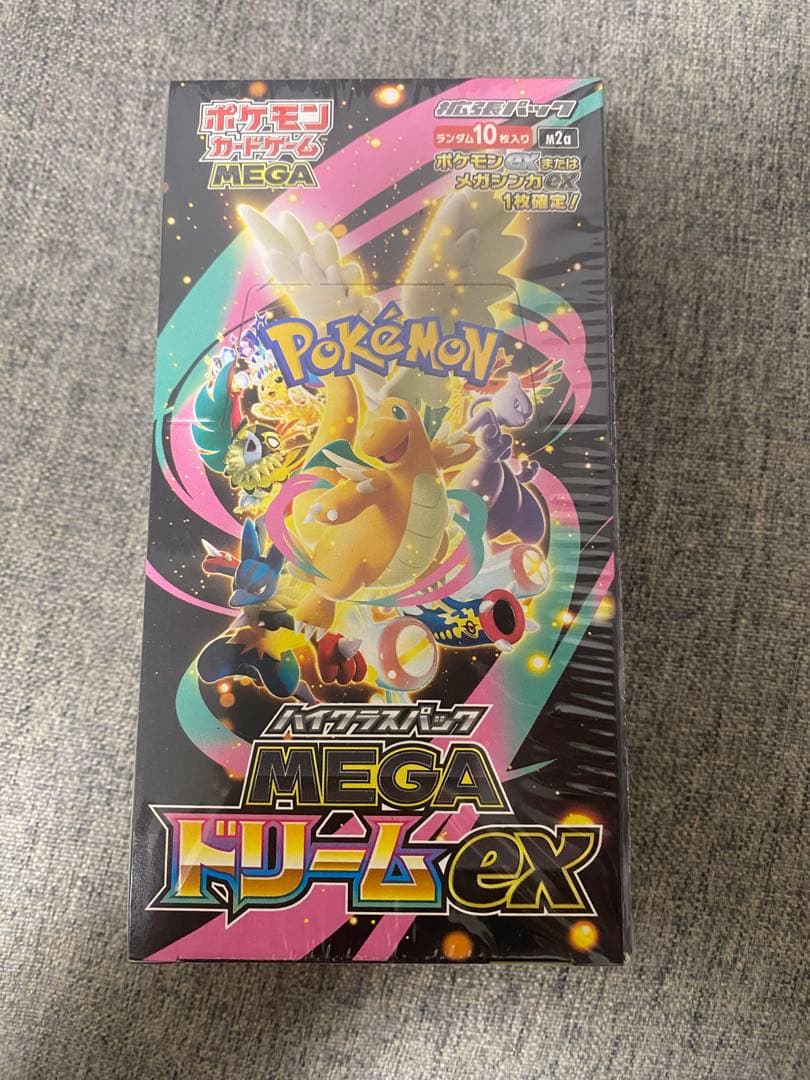 ポケモン
カードゲーム
MEGA
拡張パック
ランダム10枚入り
M2a
ポケモンexまたは
メガシンカex
1枚確定!
POKéMON
TM
ハイクラスパック
MEGA
ドリームex